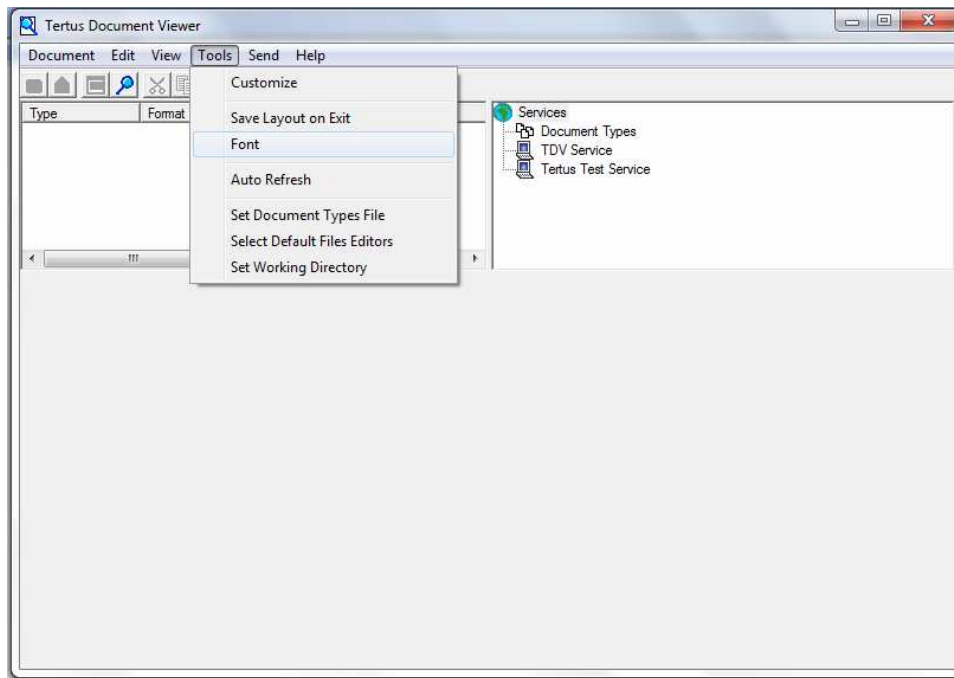 Tertus Document Viewer
Document Edit View Tools Send Help
Type Format
Customize
Save Layout on Exit
Font
Auto Refresh
Set Document Types File
Select Default Files Editors
Set Working Directory
Services
Document Types
TDV Service
Tertus Test Service